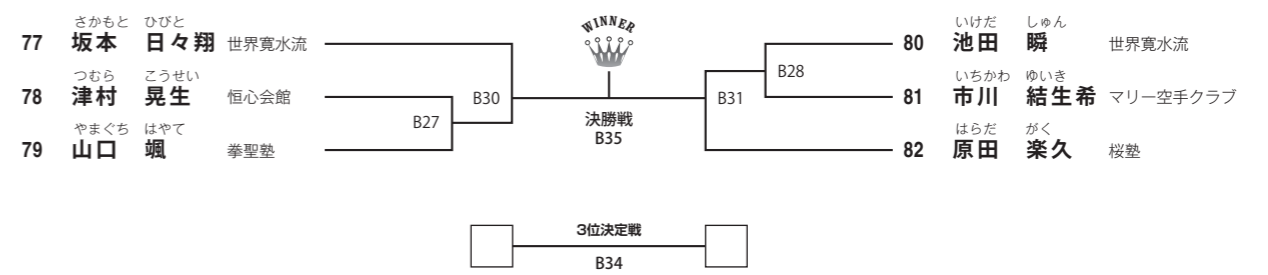 さかもと ひびと
77 坂本 日々翔 世界寛水流
つむら こうせい
78 津村 晃生 恒心会館
やまぐち はやて
79 山口 颯 拳聖塾
B27
B30
WINNER
決勝戦
B35
B31
B28
いけだ しゅん
80 池田 瞬 世界寛水流
いちかわ ゆいき
81 市川 結生希 マリー空手クラブ
はらだ がく
82 原田 楽久 桜塾
3位決定戦
B34